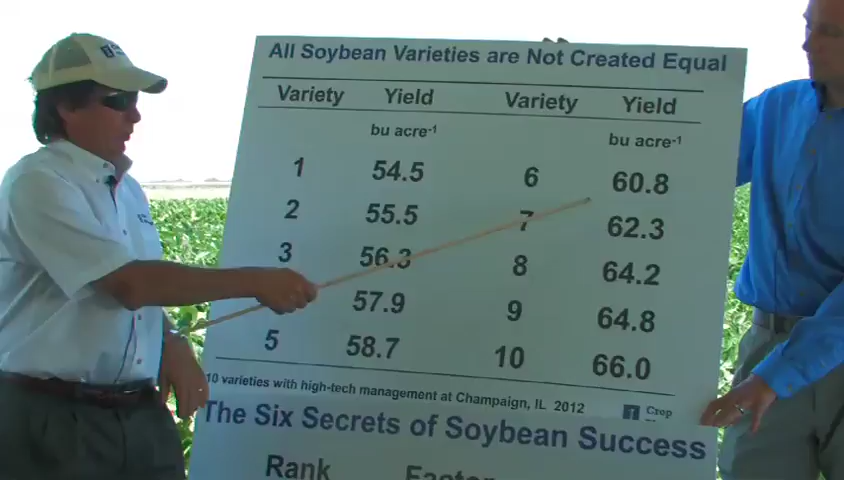 All Soybean Varieties are Not Created Equal
Variety Yield Variety Yield
bu acre-1 bu acre-1
1 54.5 6 60.8
2 55.5 7 62.3
3 56.3 8 64.2
57.9 9 64.8
5 58.7 10 66.0
10 varieties with high-tech management at Champaign, IL 2012
Crop
The Six Secrets of Soybean Success
Rank Factor